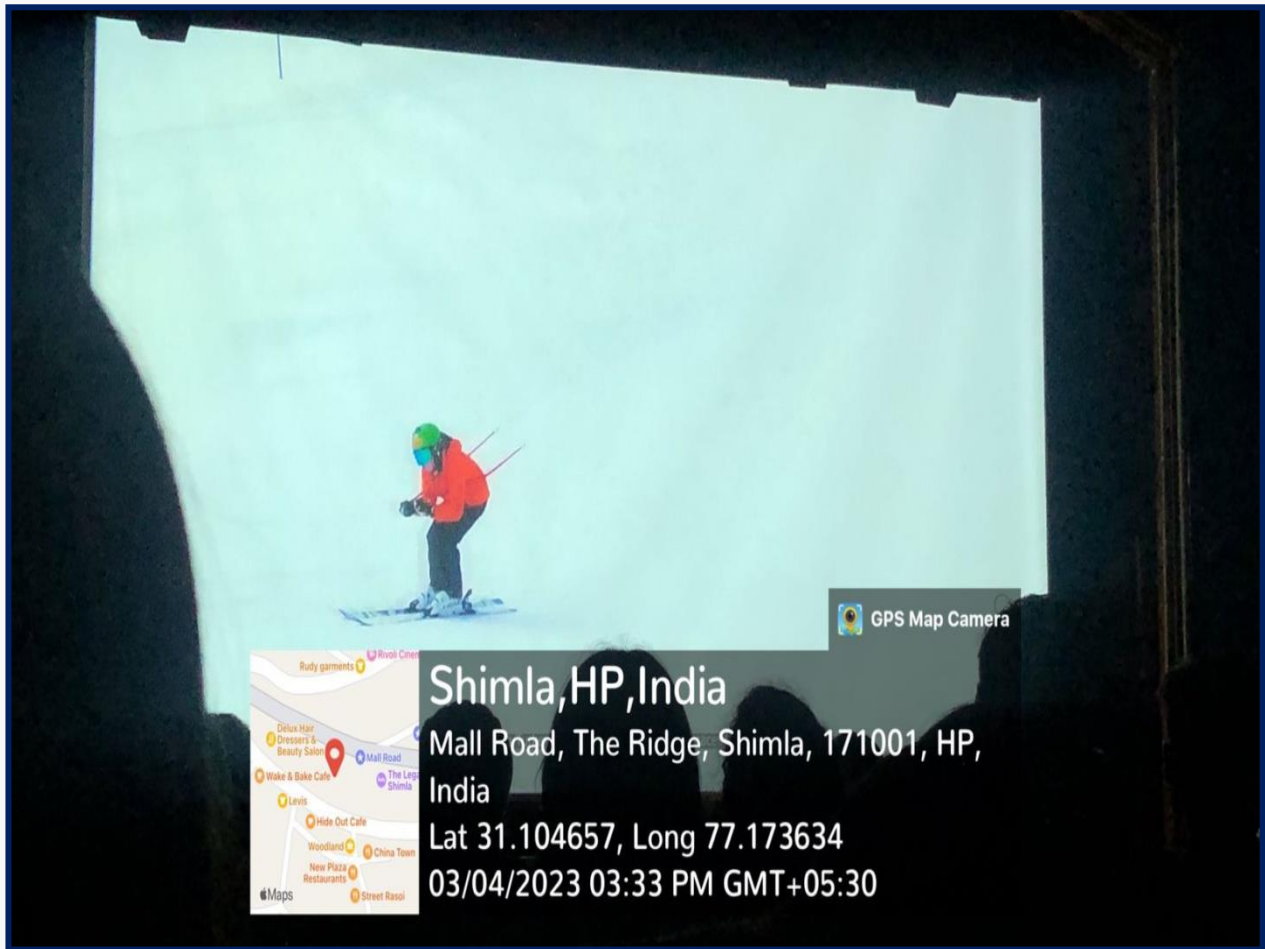 GPS Map Camera
Shimla,HP,India
Mall Road, The Ridge, Shimla, 171001, HP,
India
Lat 31.104657, Long 77.173634
03/04/2023 03:33 PM GMT+05:30
Rivoli Cinem
Rudy garments
Delux Hair
Dressers &
Beauty Salon
Mall Road
Wake & Bake Cafe
The Lega
Shimla
Levis
Hide Out Cafe
Woodland
China Town
New Plaza
Restaurants
Street Rasoi
Maps